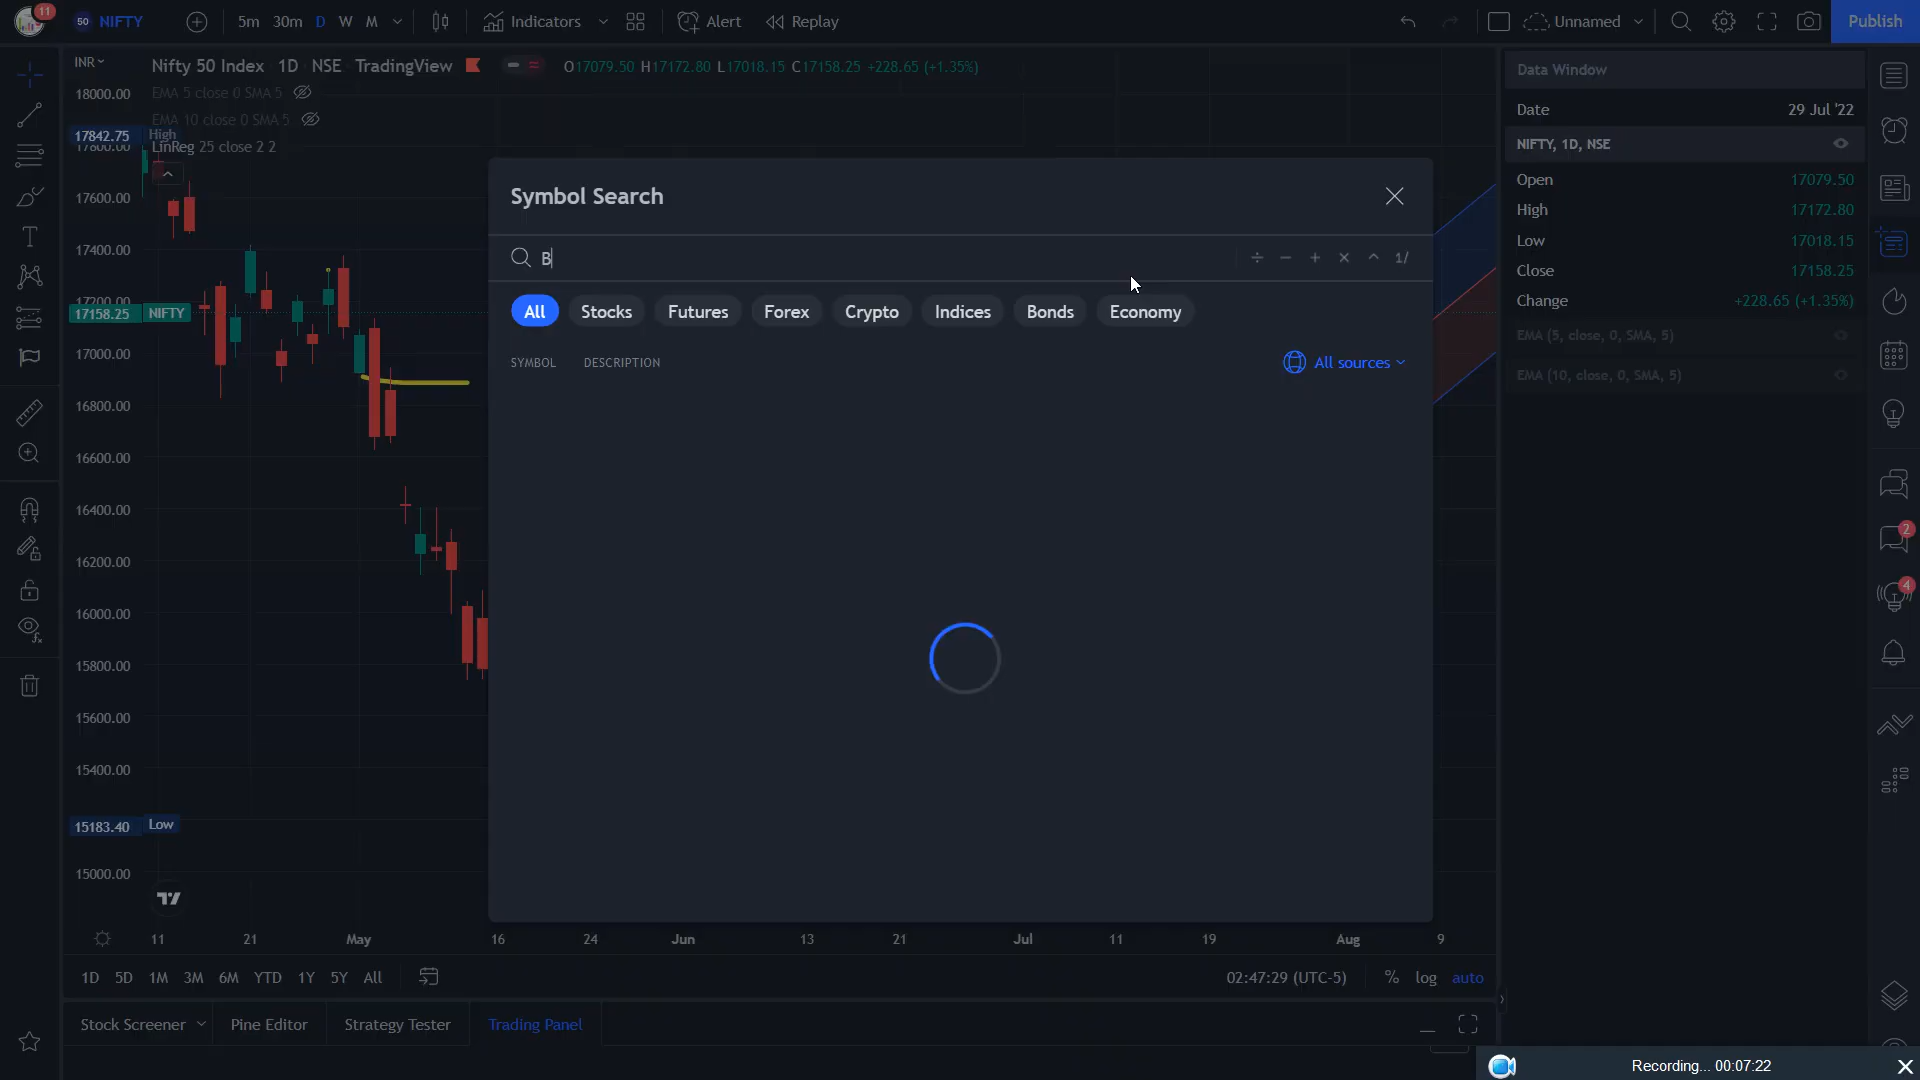 11
50 NIFTY
5m 30m D W M
Indicators
Alert
Replay
Unnamed
Publish
INR
Nifty 50 Index 1D NSE TradingView
O17079.50 H17172.80 L17018.15 C17158.25 +228.65 (+1.35%)
EMA 5 close 0 SMA 5
EMA 10 close 0 SMA 5
LinReg 25 close 2 2
18000.00
17842.75 High
17800.00
17600.00
17400.00
17200.00
17158.25 NIFTY
17000.00
16800.00
16600.00
16400.00
16200.00
16000.00
15800.00
15600.00
15400.00
15183.40 Low
15000.00
Symbol Search
B
÷ − + × ^ 1/
All Stocks Futures Forex Crypto Indices Bonds Economy
SYMBOL DESCRIPTION
All sources
11 21 May 16 24 Jun 13 21 Jul 11 19 Aug 9
1D 5D 1M 3M 6M YTD 1Y 5Y All
02:47:29 (UTC-5) % log auto
Stock Screener Pine Editor Strategy Tester Trading Panel
Data Window
Date 29 Jul '22
NIFTY, 1D, NSE
Open 17079.50
High 17172.80
Low 17018.15
Close 17158.25
Change +228.65 (+1.35%)
EMA (5, close, 0, SMA, 5)
EMA (10, close, 0, SMA, 5)
2
4
Recording... 00:07:22